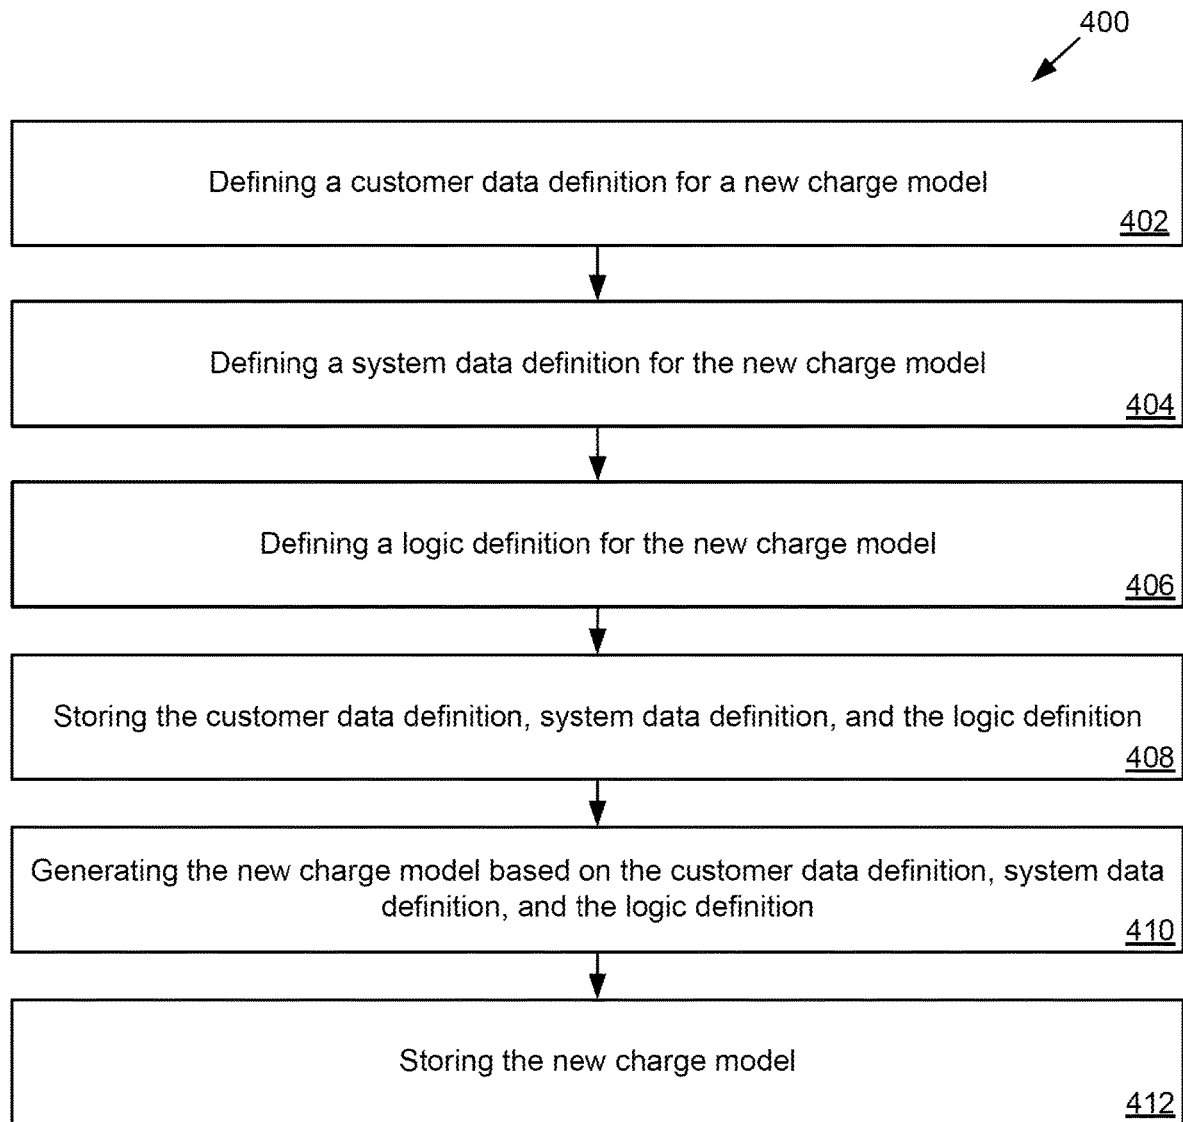 400
Defining a customer data definition for a new charge model
402
Defining a system data definition for the new charge model
404
Defining a logic definition for the new charge model
406
Storing the customer data definition, system data definition, and the logic definition
408
Generating the new charge model based on the customer data definition, system data
definition, and the logic definition
410
Storing the new charge model
412